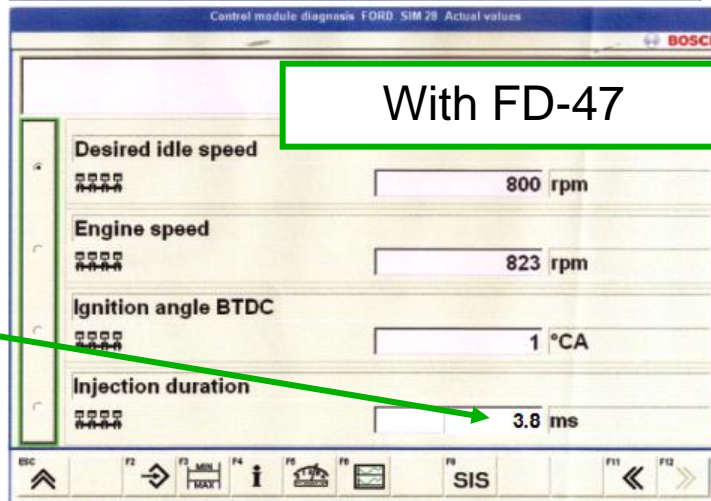 Control module diagnosis FORD SIM 28 Actual values
BOSCH
With FD-47
Desired idle speed
800 rpm
Engine speed
823 rpm
Ignition angle BTDC
1 °CA
Injection duration
3.8 ms
ESC F2 F3 MIN MAX F4 i F5 F6 F8 SIS F11 F12